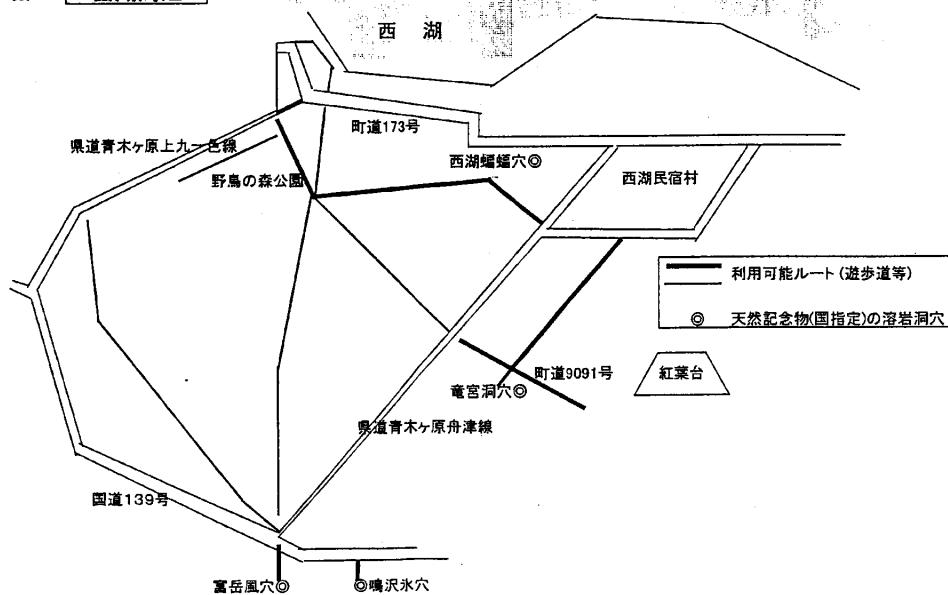 西 湖
町道173号
県道青木ヶ原上九一色線
西湖蝙蝠穴◎
野鳥の森公園
西湖民宿村
利用可能ルート(遊歩道等)
◎ 天然記念物(国指定)の溶岩洞穴
町道9091号
紅葉台
竜宮洞穴◎
県道青木ヶ原舟津線
国道139号
富岳風穴◎
◎鳴沢氷穴